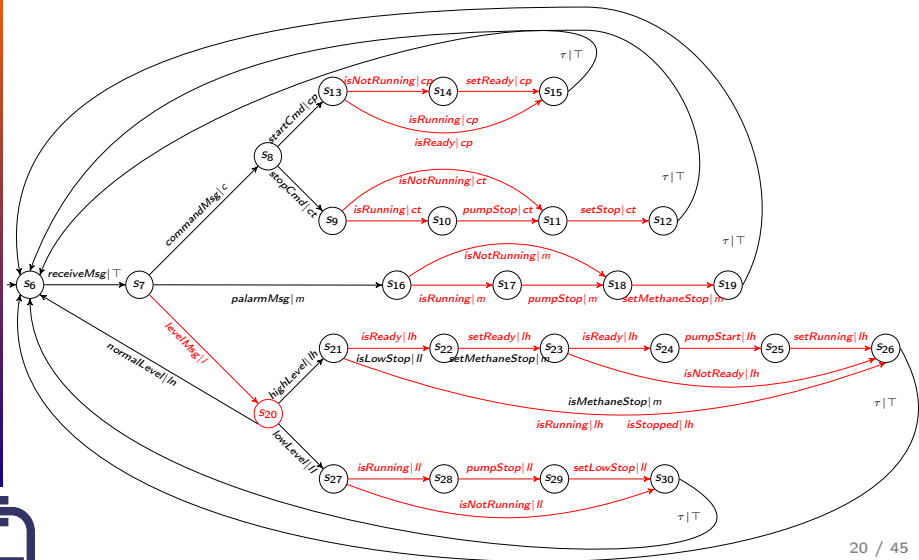 τ|⊤
isNotRunning|cp
setReady|cp
s13
s14
s15
startCmd|cp
isRunning|cp
isReady|cp
s8
commandMsg|c
stopCmd|ct
isNotRunning|ct
τ|⊤
isRunning|ct
pumpStop|ct
setStop|ct
s9
s10
s11
s12
τ|⊤
isNotRunning|m
receiveMsg|⊤
s6
s7
s16
s17
s18
s19
palarmMsg|m
isRunning|m
pumpStop|m
setMethaneStop|m
levelMsg|l
normalLevel|ln
isReady|lh
setReady|lh
isReady|lh
pumpStart|lh
setRunning|lh
s21
s22
s23
s24
s25
s26
isLowStop|ll
setMethaneStop|m
highLevel|lh
isNotReady|lh
isMethaneStop|m
τ|⊤
s20
isRunning|lh
isStopped|lh
lowLevel|ll
isRunning|ll
pumpStop|ll
setLowStop|ll
s27
s28
s29
s30
isNotRunning|ll
τ|⊤
20 / 45